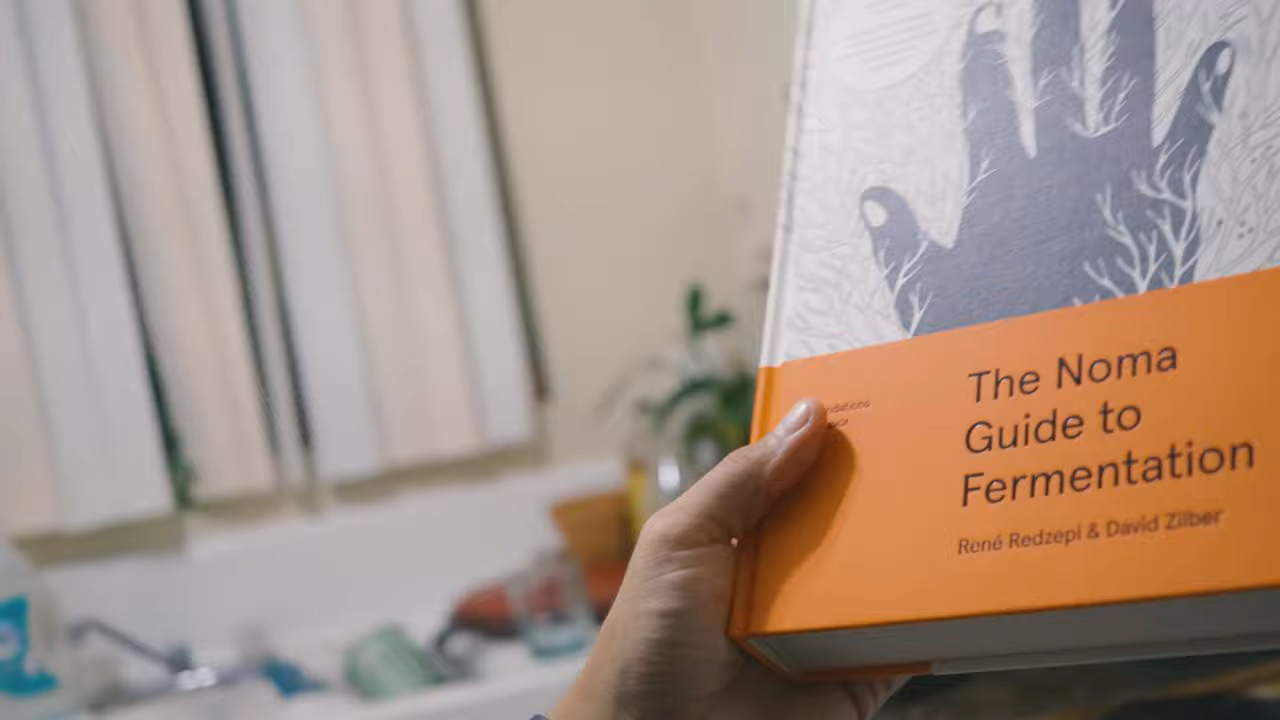 The Noma
Guide to
Fermentation
René Redzepi & David Zilber